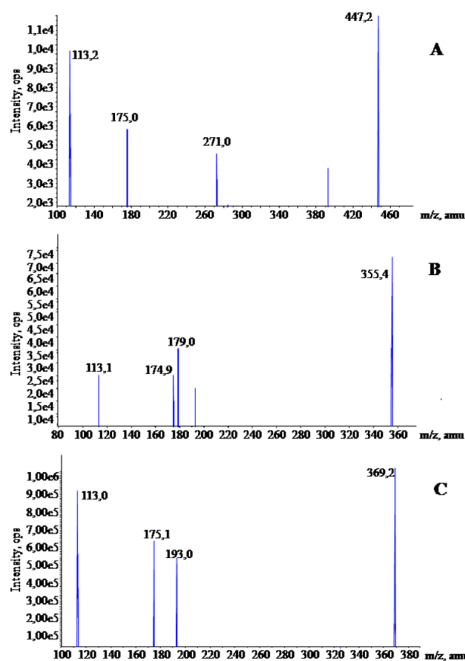 447,2
1,1e4
A
1,0e3
113,2
9,0e3
8,0e3
Intensity, cps
7,0e3
6,0e3
175,0
5,0e3
271,0
4,0e3
3,0e3
2,0e3
100 140 180 220 260 300 340 380 420 460 m/z, amu
B
7,5e4
7,0e4
355,4
6,5e4
6,0e4
5,5e4
Intensity, cps
5,0e4
4,5e4
4,0e4
3,5e4
179,0
3,0e4
113,1
174,9
2,5e4
2,0e4
1,5e4
1,0e4
80 100 120 140 160 180 200 220 240 260 280 300 320 340 360 m/z, amu
1,00e6
369,2
C
9,00e5
113,0
8,00e5
7,00e5
Intensity, cps
6,00e5
175,1
193,0
5,00e5
4,00e5
3,00e5
2,00e5
1,00e5
100 120 140 160 180 200 220 240 260 280 300 320 340 360 380 m/z, amu